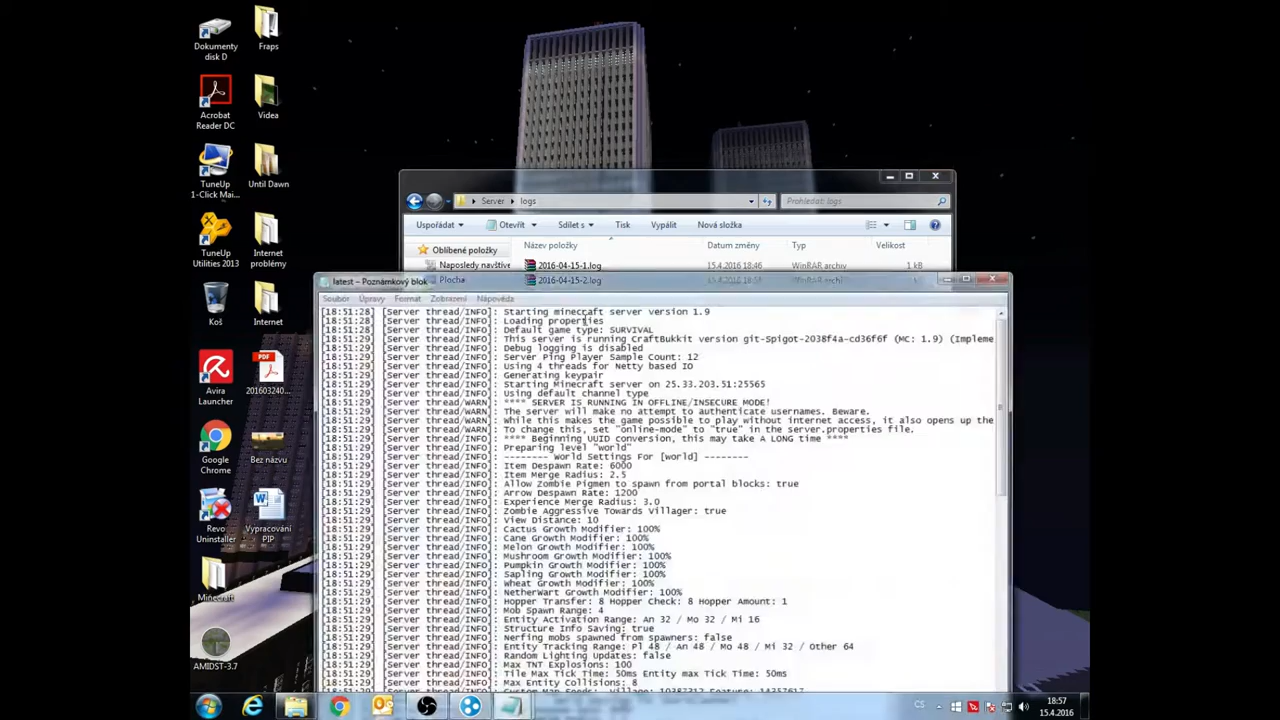 Dokumenty
disk D
Fraps
Acrobat
Reader DC
Videa
TuneUp
1-Click Mai...
Until Dawn
TuneUp
Utilities 2013
Internet
problémy
Koš
Internet
Avira
Launcher
PDF
201603240...
Google
Chrome
Bez názvu
Revo
Uninstaller
Vypracování
PIP
Minecraft
AMIDST-3.7
Server
logs
Prohledat: logs
Uspořádat
Otevřít
Sdílet s
Tisk
Vypálit
Nová složka
Oblíbené položky
Název položky
Datum změny
Typ
Velikost
Naposledy navštíve
2016-04-15-1.log
15.4.2016 18:46
WinRAR archiv
1 kB
Plocha
2016-04-15-2.log
WinRAR archiv
latest – Poznámkový blok
Soubor Úpravy Formát Zobrazení Nápověda
[18:51:28] [Server thread/INFO]: Starting minecraft server version 1.9
[18:51:28] [Server thread/INFO]: Loading properties
[18:51:28] [Server thread/INFO]: Default game type: SURVIVAL
[18:51:29] [Server thread/INFO]: This server is running CraftBukkit version git-Spigot-2038f4a-cd36f6f (MC: 1.9) (Impleme
[18:51:29] [Server thread/INFO]: Debug logging is disabled
[18:51:29] [Server thread/INFO]: Server Ping Player Sample Count: 12
[18:51:29] [Server thread/INFO]: Using 4 threads for Netty based IO
[18:51:29] [Server thread/INFO]: Generating keypair
[18:51:29] [Server thread/INFO]: Starting Minecraft server on 25.33.203.51:25565
[18:51:29] [Server thread/INFO]: Using default channel type
[18:51:29] [Server thread/WARN]: **** SERVER IS RUNNING IN OFFLINE/INSECURE MODE!
[18:51:29] [Server thread/WARN]: The server will make no attempt to authenticate usernames. Beware.
[18:51:29] [Server thread/WARN]: While this makes the game possible to play without internet access, it also opens up the
[18:51:29] [Server thread/WARN]: To change this, set "online-mode" to "true" in the server.properties file.
[18:51:29] [Server thread/INFO]: **** Beginning UUID conversion, this may take A LONG time ****
[18:51:29] [Server thread/INFO]: Preparing level "world"
[18:51:29] [Server thread/INFO]: -------- World Settings For [world] --------
[18:51:29] [Server thread/INFO]: Item Despawn Rate: 6000
[18:51:29] [Server thread/INFO]: Item Merge Radius: 2.5
[18:51:29] [Server thread/INFO]: Allow Zombie Pigmen to spawn from portal blocks: true
[18:51:29] [Server thread/INFO]: Arrow Despawn Rate: 1200
[18:51:29] [Server thread/INFO]: Experience Merge Radius: 3.0
[18:51:29] [Server thread/INFO]: Zombie Aggressive Towards Villager: true
[18:51:29] [Server thread/INFO]: View Distance: 10
[18:51:29] [Server thread/INFO]: Cactus Growth Modifier: 100%
[18:51:29] [Server thread/INFO]: Cane Growth Modifier: 100%
[18:51:29] [Server thread/INFO]: Melon Growth Modifier: 100%
[18:51:29] [Server thread/INFO]: Mushroom Growth Modifier: 100%
[18:51:29] [Server thread/INFO]: Pumpkin Growth Modifier: 100%
[18:51:29] [Server thread/INFO]: Sapling Growth Modifier: 100%
[18:51:29] [Server thread/INFO]: Wheat Growth Modifier: 100%
[18:51:29] [Server thread/INFO]: NetherWart Growth Modifier: 100%
[18:51:29] [Server thread/INFO]: Hopper Transfer: 8 Hopper Check: 8 Hopper Amount: 1
[18:51:29] [Server thread/INFO]: Mob Spawn Range: 4
[18:51:29] [Server thread/INFO]: Entity Activation Range: An 32 / Mo 32 / Mi 16
[18:51:29] [Server thread/INFO]: Structure Info Saving: true
[18:51:29] [Server thread/INFO]: Nerfing mobs spawned from spawners: false
[18:51:29] [Server thread/INFO]: Entity Tracking Range: Pl 48 / An 48 / Mo 48 / Mi 32 / Other 64
[18:51:29] [Server thread/INFO]: Random Lighting Updates: false
[18:51:29] [Server thread/INFO]: Max TNT Explosions: 100
[18:51:29] [Server thread/INFO]: Tile Max Tick Time: 50ms Entity max Tick Time: 50ms
[18:51:29] [Server thread/INFO]: Max Entity Collisions: 8
[18:51:29] [Server thread/INFO]: Custom Map Seeds: Village: 10387312 Feature: 14357617
CS
18:57
15.4.2016